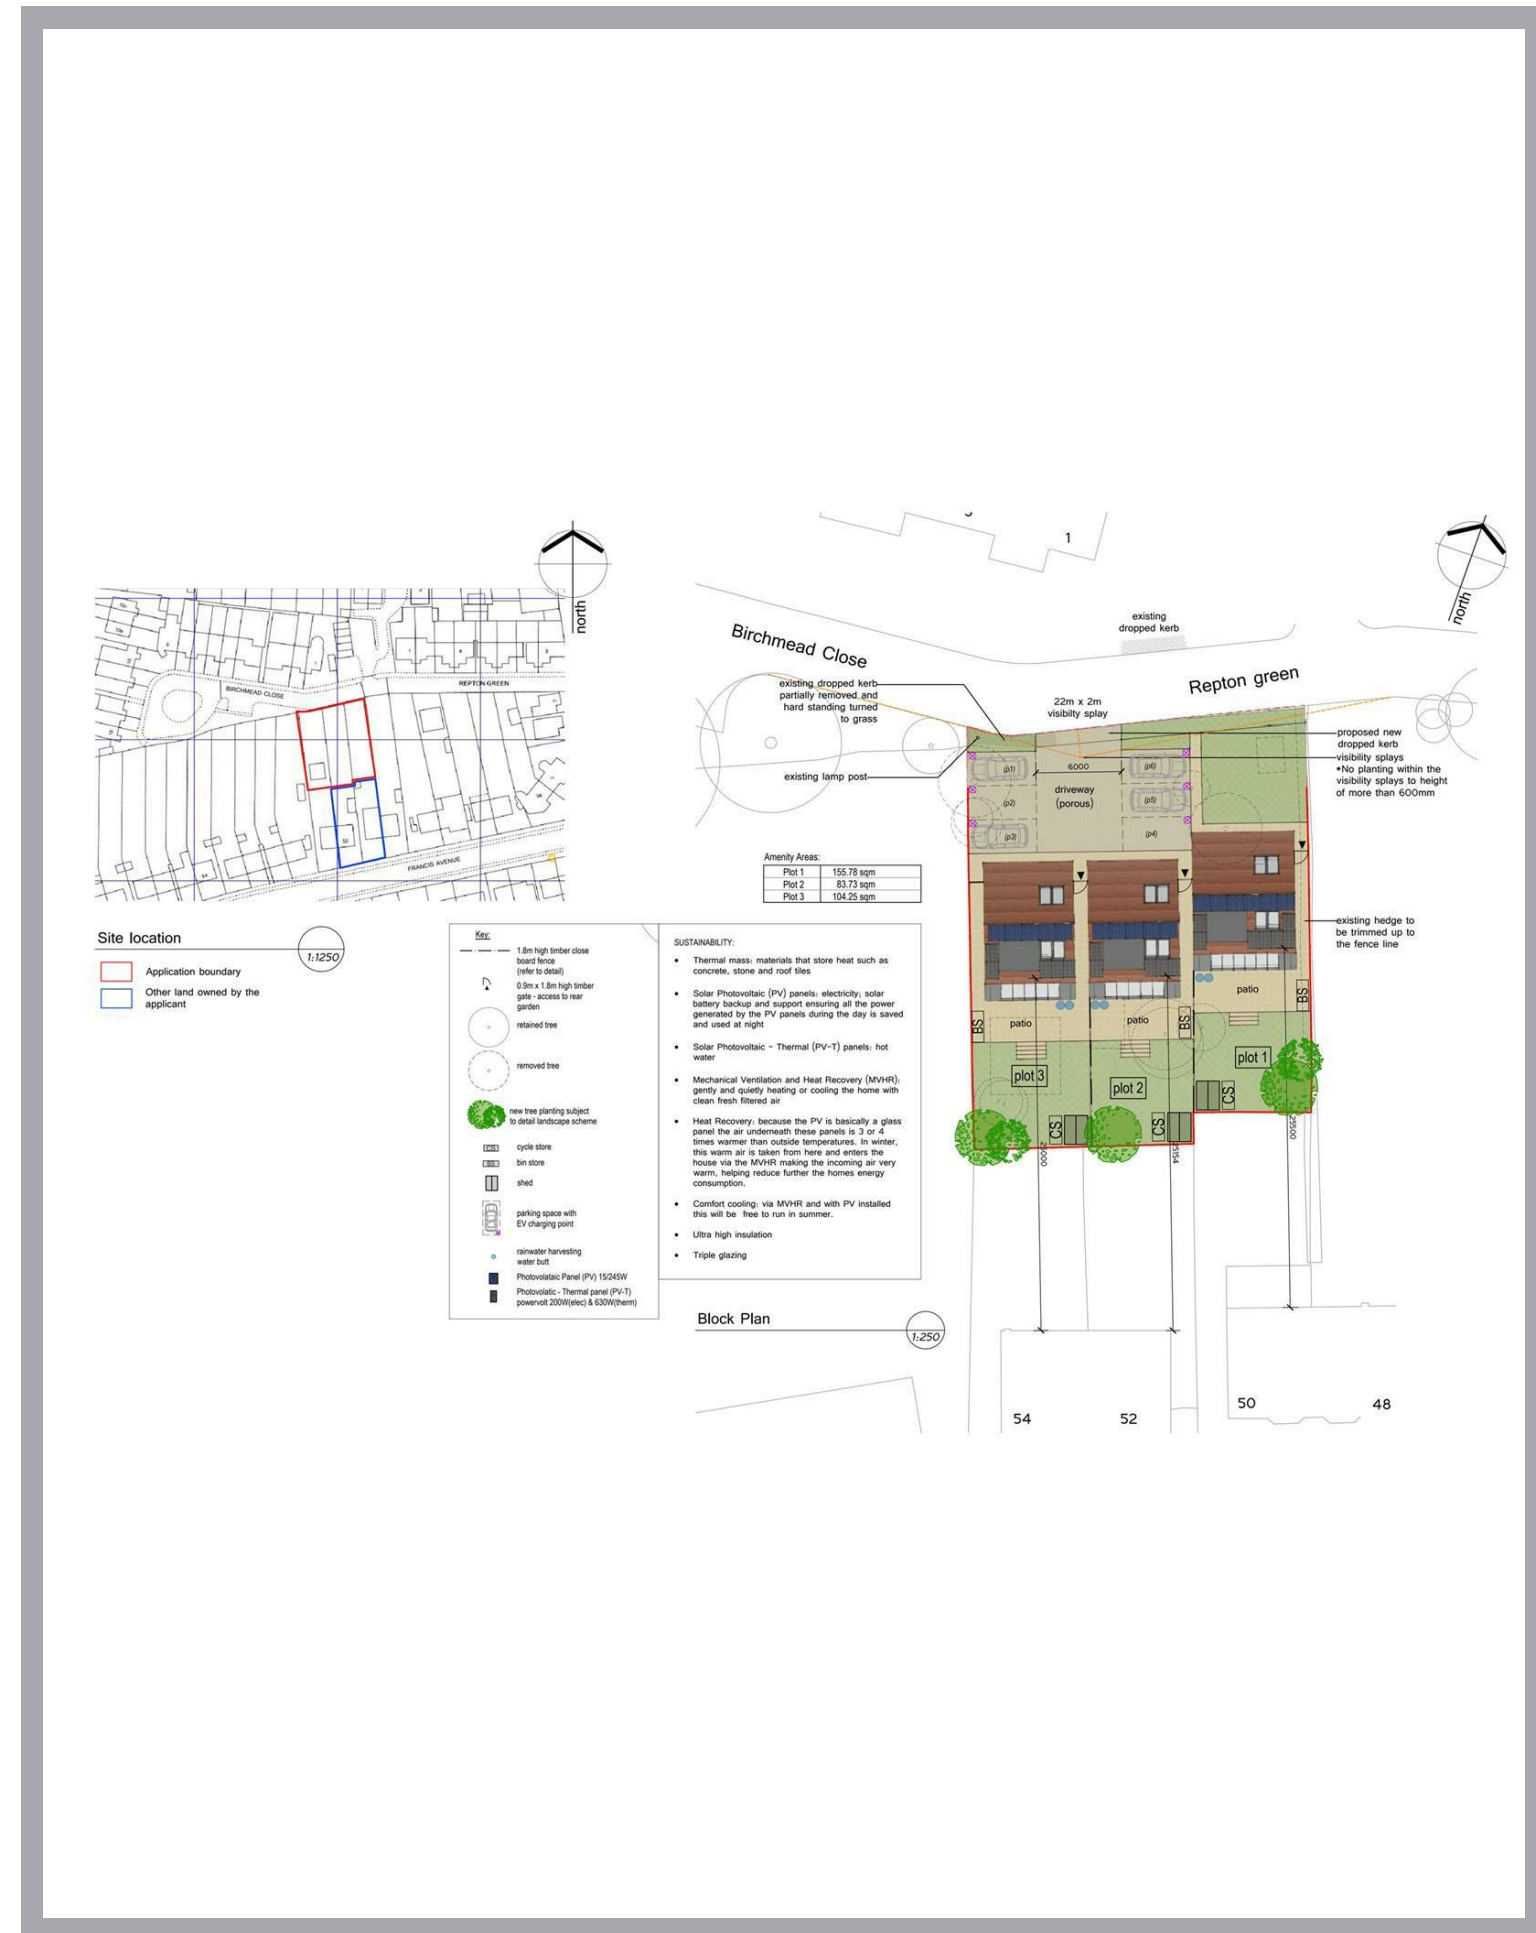 north
BIRCHMEAD CLOSE
REPTON GREEN
FRANCIS AVENUE
Site location
1:1250
Application boundary
Other land owned by the
applicant
Key:
1.8m high timber close
board fence
(refer to detail)
0.9m x 1.8m high timber
gate - access to rear
garden
retained tree
removed tree
new tree planting subject
to detail landscape scheme
CS
cycle store
BS
bin store
shed
parking space with
EV charging point
rainwater harvesting
water butt
Photovolataic Panel (PV) 15/245W
Photovolatic - Thermal panel (PV-T)
powervolt 200W(elec) & 630W(therm)
SUSTAINABILITY:
• Thermal mass: materials that store heat such as
concrete, stone and roof tiles
• Solar Photovoltaic (PV) panels: electricity; solar
battery backup and support ensuring all the power
generated by the PV panels during the day is saved
and used at night
• Solar Photovoltaic - Thermal (PV-T) panels: hot
water
• Mechanical Ventilation and Heat Recovery (MVHR):
gently and quietly heating or cooling the home with
clean fresh filtered air
• Heat Recovery: because the PV is basically a glass
panel the air underneath these panels is 3 or 4
times warmer than outside temperatures. In winter,
this warm air is taken from here and enters the
house via the MVHR making the incoming air very
warm, helping reduce further the homes energy
consumption.
• Comfort cooling: via MVHR and with PV installed
this will be free to run in summer.
• Ultra high insulation
• Triple glazing
Amenity Areas:
Plot 1 155.78 sqm
Plot 2 83.73 sqm
Plot 3 104.25 sqm
Block Plan
1:250
1
north
existing
dropped kerb
Birchmead Close
Repton green
existing dropped kerb
partially removed and
hard standing turned
to grass
22m x 2m
visibilty splay
existing lamp post
proposed new
dropped kerb
visibility splays
*No planting within the
visibility splays to height
of more than 600mm
(p1)
6000
(p6)
(p2)
driveway
(porous)
(p5)
(p3)
(p4)
existing hedge to
be trimmed up to
the fence line
patio
BS
BS
patio
patio
BS
plot 1
plot 3
plot 2
CS
CS
CS
25000
25500
54
52
50
48